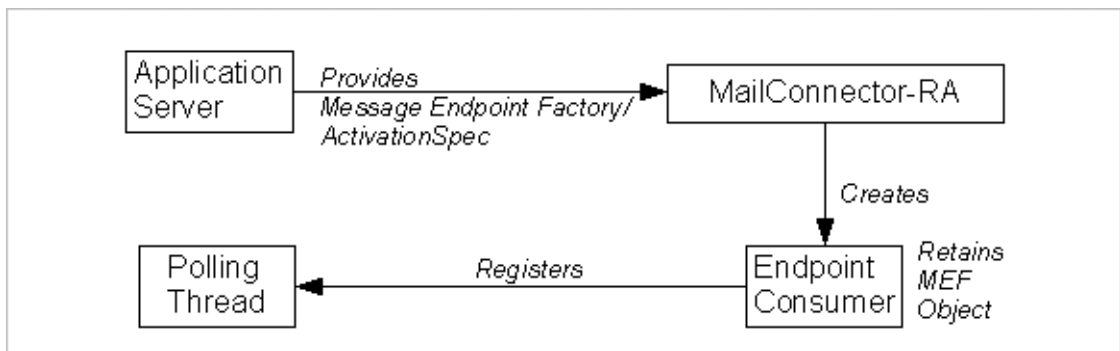 Application
Server
Provides
Message Endpoint Factory/
ActivationSpec
MailConnector-RA
Creates
Polling
Thread
Registers
Endpoint
Consumer
Retains
MEF
Object